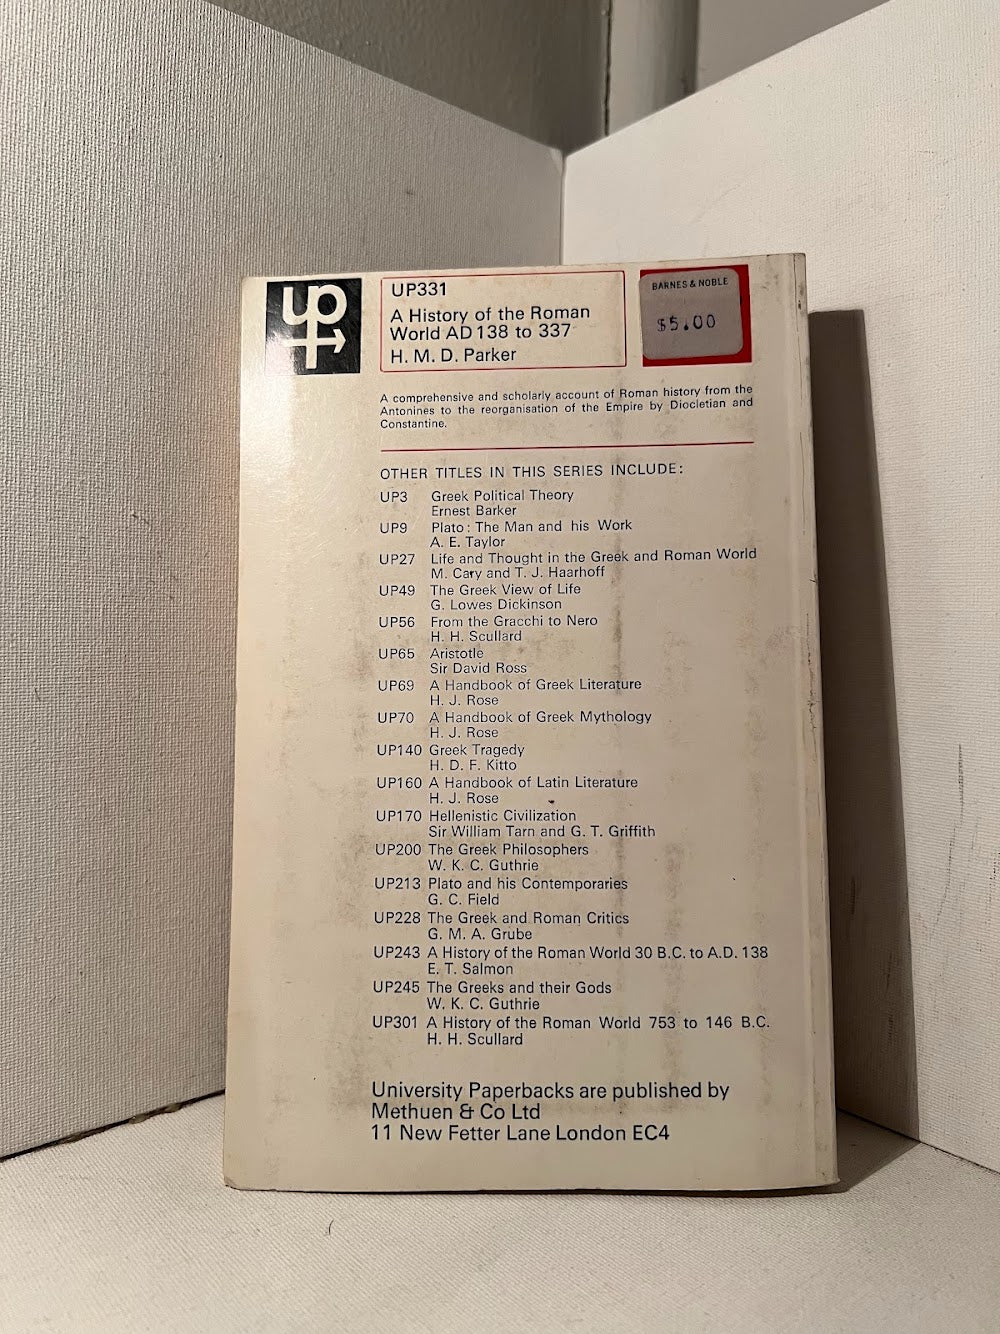 up
UP331
A History of the Roman
World AD 138 to 337
H. M. D. Parker
BARNES & NOBLE
$5.00
A comprehensive and scholarly account of Roman history from the
Antonines to the reorganisation of the Empire by Diocletian and
Constantine.
OTHER TITLES IN THIS SERIES INCLUDE:
UP3 Greek Political Theory
Ernest Barker
UP9 Plato: The Man and his Work
A. E. Taylor
UP27 Life and Thought in the Greek and Roman World
M. Cary and T. J. Haarhoff
UP49 The Greek View of Life
G. Lowes Dickinson
UP56 From the Gracchi to Nero
H. H. Scullard
UP65 Aristotle
Sir David Ross
UP69 A Handbook of Greek Literature
H. J. Rose
UP70 A Handbook of Greek Mythology
H. J. Rose
UP140 Greek Tragedy
H. D. F. Kitto
UP160 A Handbook of Latin Literature
H. J. Rose
UP170 Hellenistic Civilization
Sir William Tarn and G. T. Griffith
UP200 The Greek Philosophers
W. K. C. Guthrie
UP213 Plato and his Contemporaries
G. C. Field
UP228 The Greek and Roman Critics
G. M. A. Grube
UP243 A History of the Roman World 30 B.C. to A.D. 138
E. T. Salmon
UP245 The Greeks and their Gods
W. K. C. Guthrie
UP301 A History of the Roman World 753 to 146 B.C.
H. H. Scullard
University Paperbacks are published by
Methuen & Co Ltd
11 New Fetter Lane London EC4